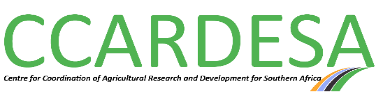 CCARDESA
Centre for Coordination of Agricultural Research and Development for Southern Africa